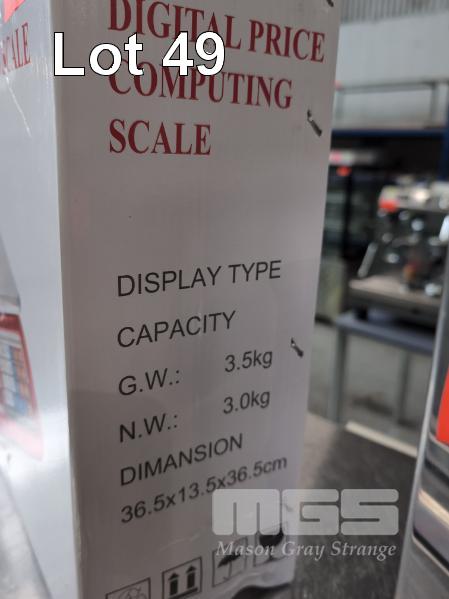 Lot 49
DIGITAL PRICE
COMPUTING
SCALE
SCALE
DISPLAY TYPE
CAPACITY
G.W.: 3.5kg
N.W.: 3.0kg
DIMANSION
36.5x13.5x36.5cm
MGS
Mason Gray Strange